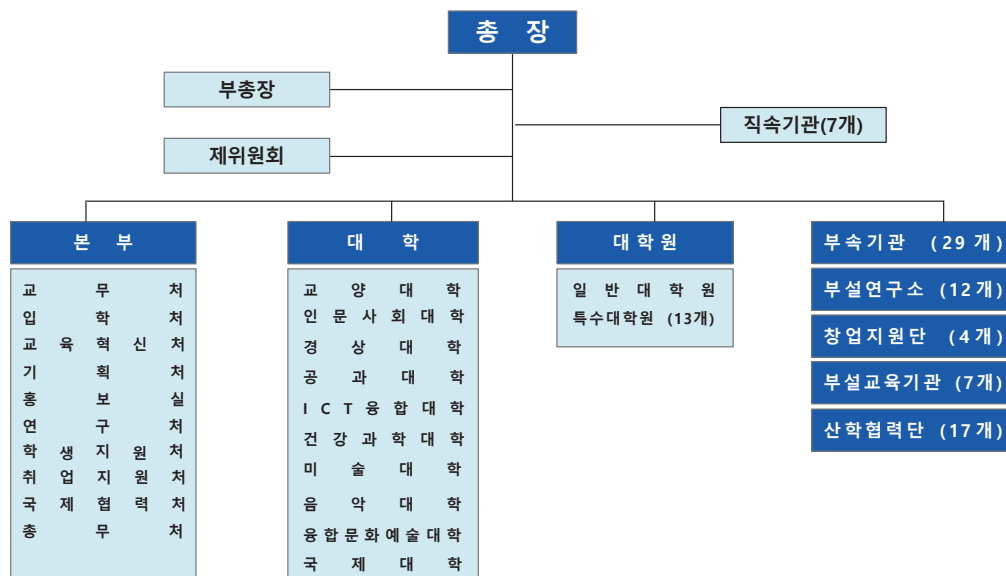 총 장
부총장
직속기관(7개)
제위원회
본 부
교 무 처
입 학 처
교 육 혁 신 처
기 획 처
홍 보 실
연 구 처
학 생 지 원 처
취 업 지 원 처
국 제 협 력 처
총 무 처
대 학
교 양 대 학
인 문 사 회 대 학
경 상 대 학
공 과 대 학
I C T 융 합 대 학
건 강 과 학 대 학
미 술 대 학
음 악 대 학
융 합 문 화 예 술 대 학
국 제 대 학
대학원
일 반 대 학 원
특수대학원 (13개)
부속기관 (29개)
부설연구소 (12개)
창업지원단 (4개)
부설교육기관 (7개)
산학협력단 (17개)